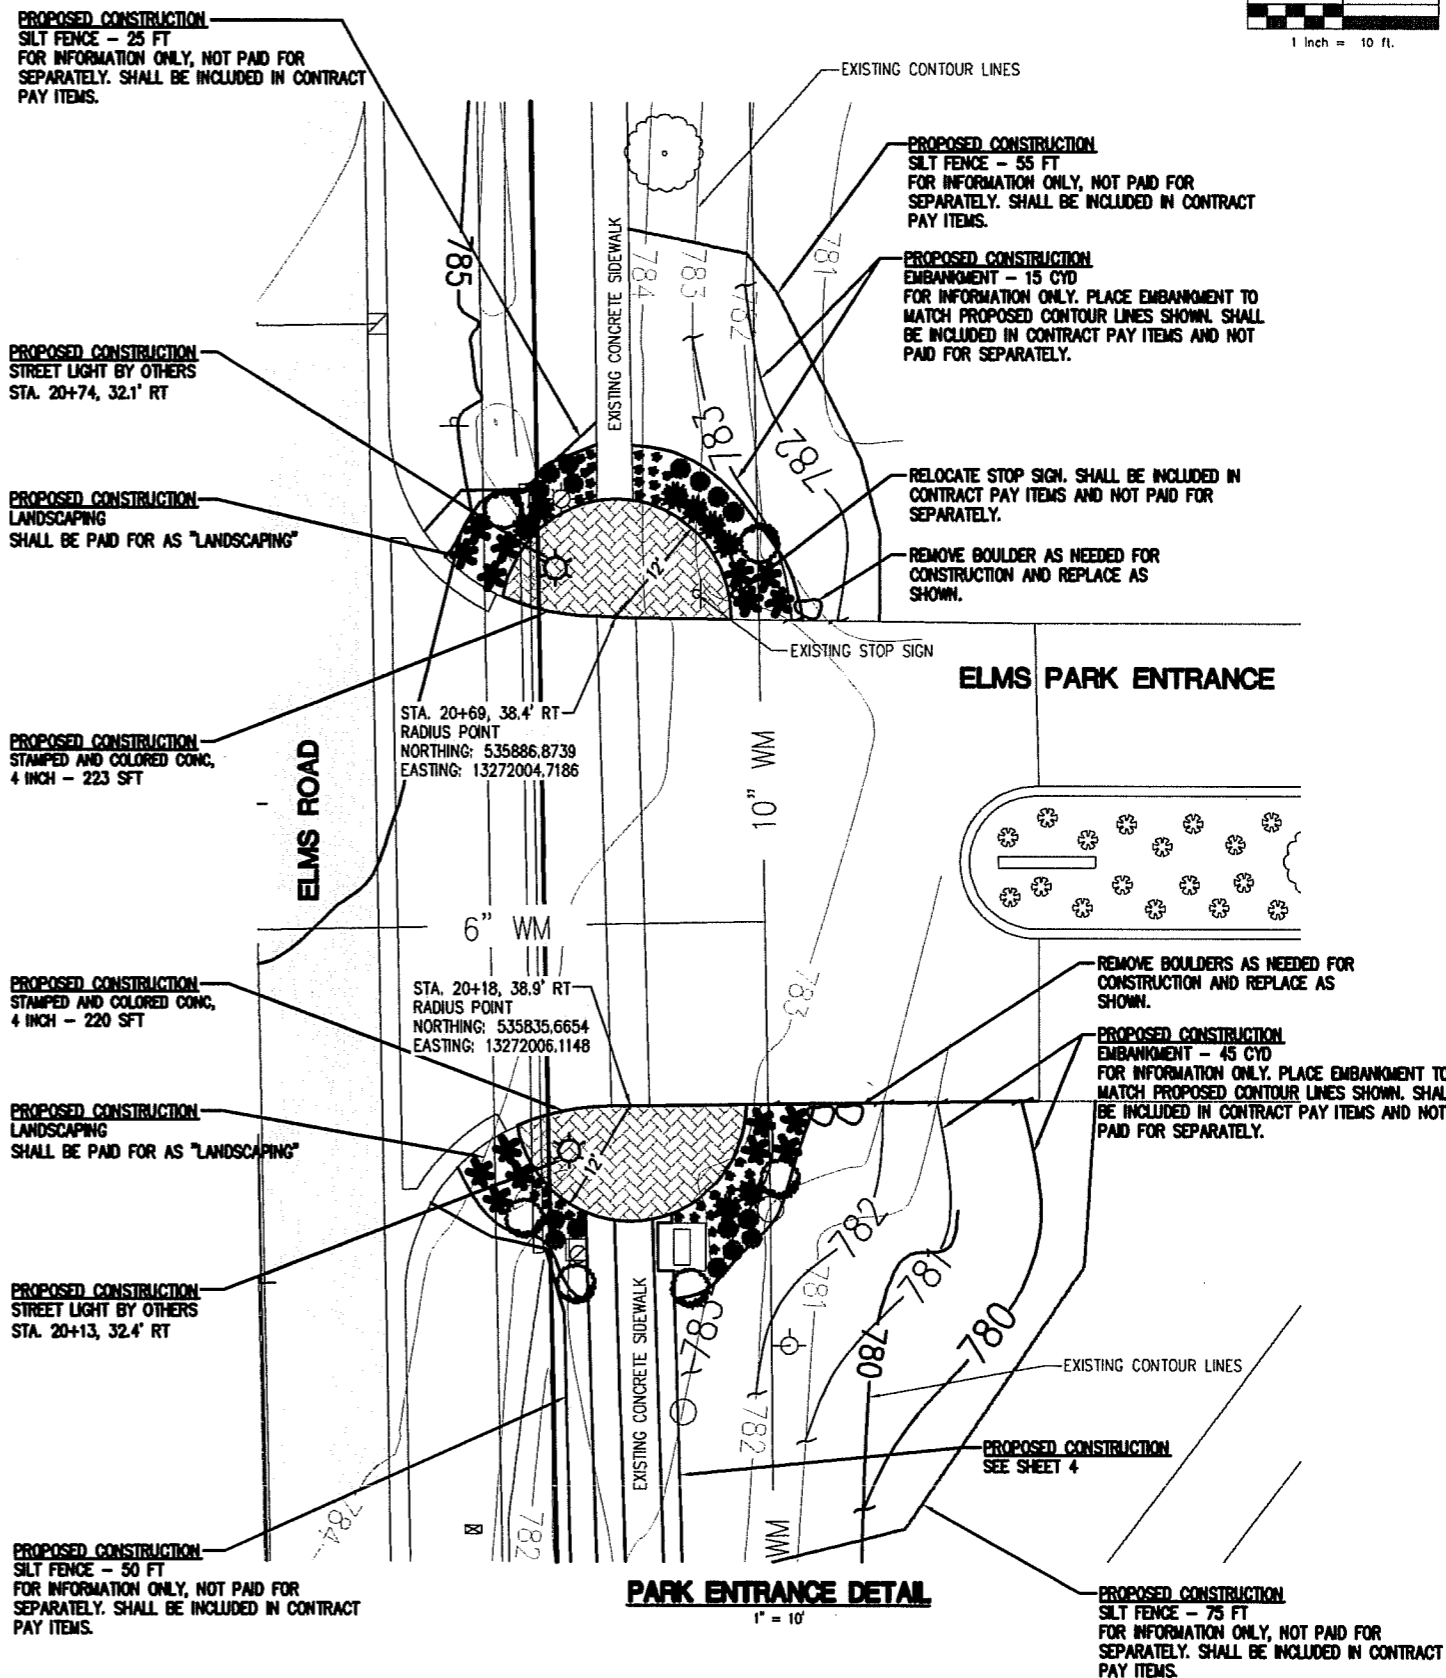 PROPOSED CONSTRUCTION
SILT FENCE - 25 FT
FOR INFORMATION ONLY, NOT PAID FOR
SEPARATELY. SHALL BE INCLUDED IN CONTRACT
PAY ITEMS.
1 inch = 10 ft.
EXISTING CONTOUR LINES
PROPOSED CONSTRUCTION
SILT FENCE - 55 FT
FOR INFORMATION ONLY, NOT PAID FOR
SEPARATELY. SHALL BE INCLUDED IN CONTRACT
PAY ITEMS.
PROPOSED CONSTRUCTION
EMBANKMENT - 15 CYD
FOR INFORMATION ONLY. PLACE EMBANKMENT TO
MATCH PROPOSED CONTOUR LINES SHOWN. SHALL
BE INCLUDED IN CONTRACT PAY ITEMS AND NOT
PAID FOR SEPARATELY.
785
EXISTING CONCRETE SIDEWALK
784
783
782
781
783
782
PROPOSED CONSTRUCTION
STREET LIGHT BY OTHERS
STA. 20+74, 32.1' RT
PROPOSED CONSTRUCTION
LANDSCAPING
SHALL BE PAID FOR AS "LANDSCAPING"
RELOCATE STOP SIGN. SHALL BE INCLUDED IN
CONTRACT PAY ITEMS AND NOT PAID FOR
SEPARATELY.
REMOVE BOULDER AS NEEDED FOR
CONSTRUCTION AND REPLACE AS
SHOWN.
12'
EXISTING STOP SIGN
ELMS PARK ENTRANCE
STA. 20+69, 38.4' RT
RADIUS POINT
NORTHING: 535886.8739
EASTING: 13272004.7186
PROPOSED CONSTRUCTION
STAMPED AND COLORED CONC,
4 INCH - 223 SFT
ELMS ROAD
10" WM
6" WM
783
PROPOSED CONSTRUCTION
STAMPED AND COLORED CONC,
4 INCH - 220 SFT
STA. 20+18, 38.9' RT
RADIUS POINT
NORTHING: 535835.6654
EASTING: 13272006.1148
REMOVE BOULDERS AS NEEDED FOR
CONSTRUCTION AND REPLACE AS
SHOWN.
PROPOSED CONSTRUCTION
EMBANKMENT - 45 CYD
FOR INFORMATION ONLY. PLACE EMBANKMENT TO
MATCH PROPOSED CONTOUR LINES SHOWN. SHAL
BE INCLUDED IN CONTRACT PAY ITEMS AND NOT
PAID FOR SEPARATELY.
PROPOSED CONSTRUCTION
LANDSCAPING
SHALL BE PAID FOR AS "LANDSCAPING"
12'
782
781
781
780
780
783
782
PROPOSED CONSTRUCTION
STREET LIGHT BY OTHERS
STA. 20+13, 32.4' RT
EXISTING CONCRETE SIDEWALK
EXISTING CONTOUR LINES
PROPOSED CONSTRUCTION
SEE SHEET 4
784
782
WM
PROPOSED CONSTRUCTION
SILT FENCE - 50 FT
FOR INFORMATION ONLY, NOT PAID FOR
SEPARATELY. SHALL BE INCLUDED IN CONTRACT
PAY ITEMS.
PARK ENTRANCE DETAIL
1" = 10'
PROPOSED CONSTRUCTION
SILT FENCE - 75 FT
FOR INFORMATION ONLY, NOT PAID FOR
SEPARATELY. SHALL BE INCLUDED IN CONTRACT
PAY ITEMS.